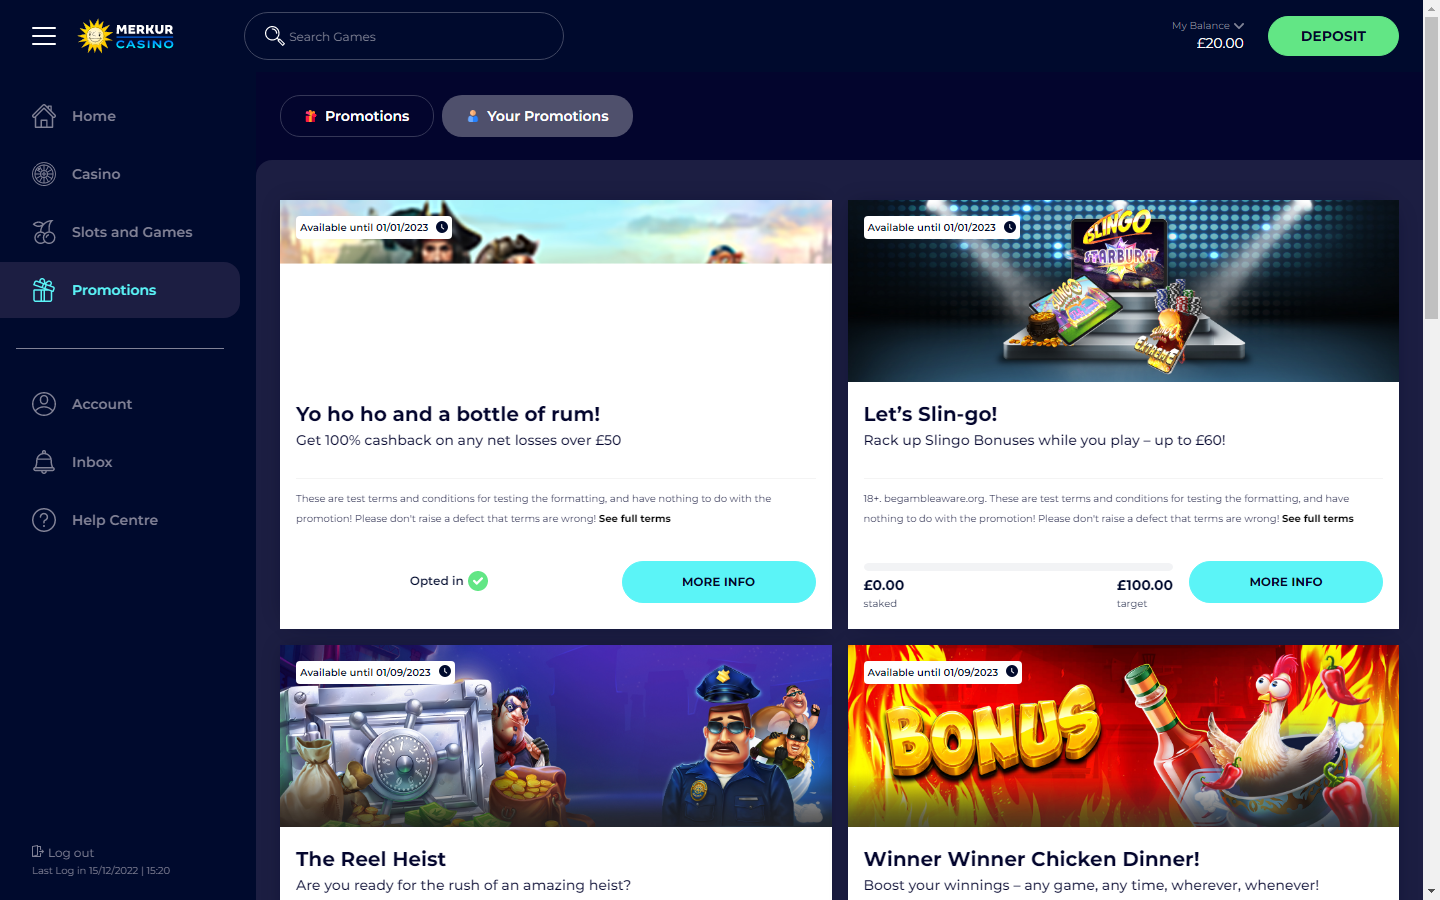 MERKUR
CASINO
Search Games
My Balance
£20.00
DEPOSIT
Home
Casino
Slots and Games
Promotions
Account
Inbox
Help Centre
Log out
Last Log in 15/12/2022 | 15:20
Promotions
Your Promotions
Available until 01/01/2023
Yo ho ho and a bottle of rum!
Get 100% cashback on any net losses over £50
These are test terms and conditions for testing the formatting, and have nothing to do with the
promotion! Please don't raise a defect that terms are wrong! See full terms
Opted in
MORE INFO
Available until 01/01/2023
SLINGO
STARBURST
SLINGO
SLINGO
EXTREME
Let’s Slin-go!
Rack up Slingo Bonuses while you play – up to £60!
18+. begambleaware.org. These are test terms and conditions for testing the formatting, and have
nothing to do with the promotion! Please don't raise a defect that terms are wrong! See full terms
£0.00
staked
£100.00
target
MORE INFO
Available until 01/09/2023
The Reel Heist
Are you ready for the rush of an amazing heist?
Available until 01/09/2023
BONUS
Winner Winner Chicken Dinner!
Boost your winnings – any game, any time, wherever, whenever!